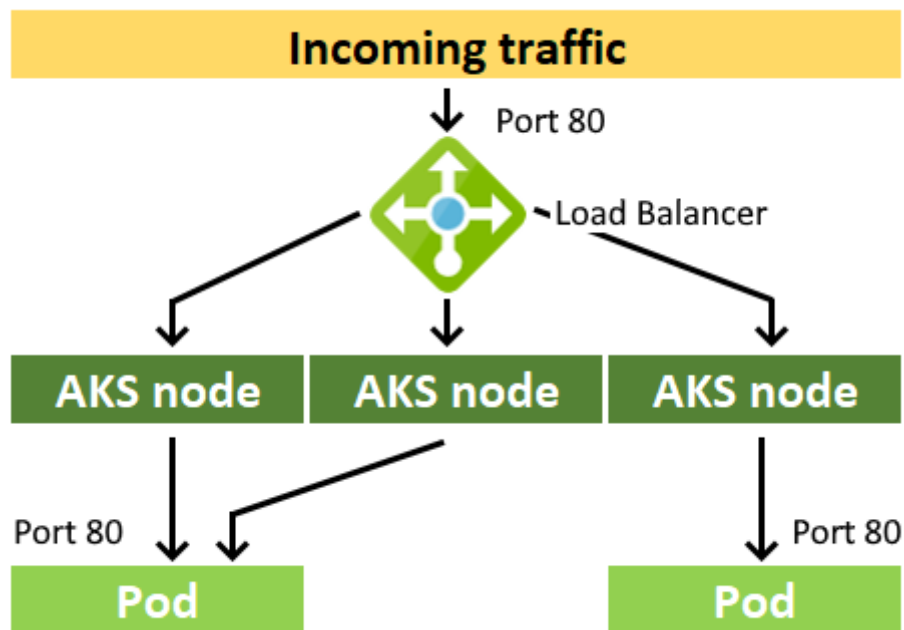 Incoming traffic
Port 80
Load Balancer
AKS node
AKS node
AKS node
Port 80
Port 80
Pod
Pod